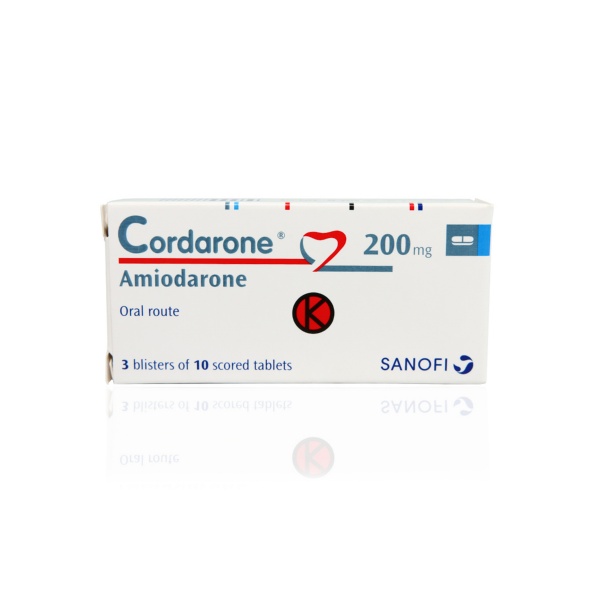 Cordarone®
200mg
Amiodarone
Oral route
K
3 blisters of 10 scored tablets
SANOFI